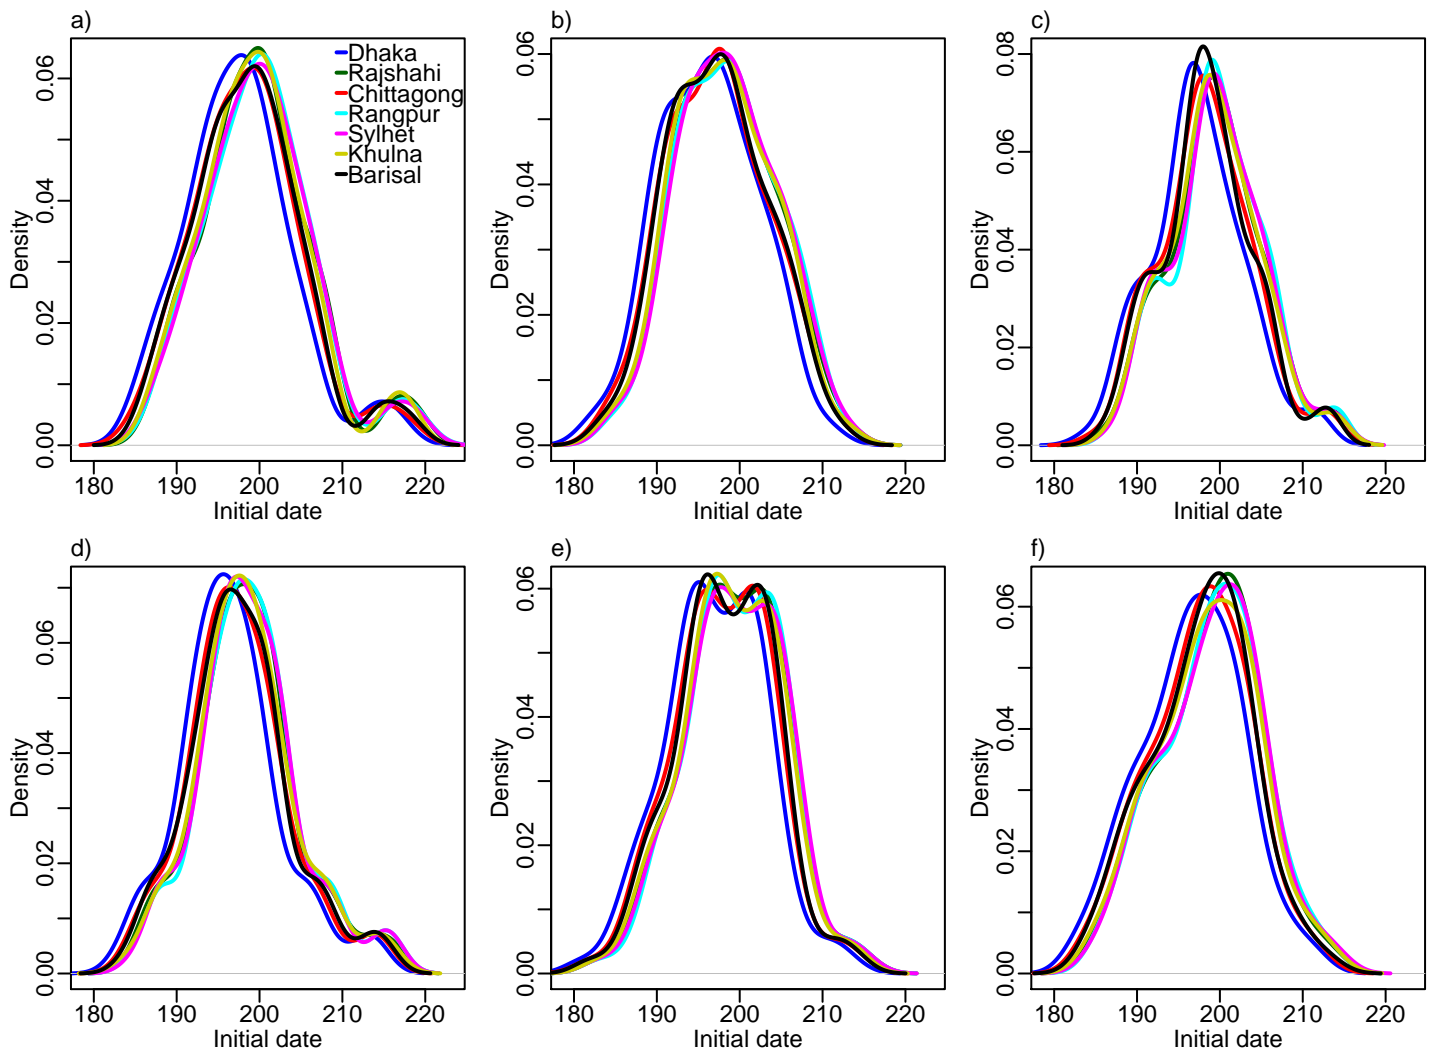 a)
Density
0.00
0.02
0.04
0.06
Dhaka
Rajshahi
Chittagong
Rangpur
Sylhet
Khulna
Barisal
180 190 200 210 220
Initial date
b)
Density
0.00
0.02
0.04
0.06
180 190 200 210 220
Initial date
c)
Density
0.00
0.02
0.04
0.06
0.08
180 190 200 210 220
Initial date
d)
Density
0.00
0.02
0.04
0.06
180 190 200 210 220
Initial date
e)
Density
0.00
0.02
0.04
0.06
180 190 200 210 220
Initial date
f)
Density
0.00
0.02
0.04
0.06
180 190 200 210 220
Initial date